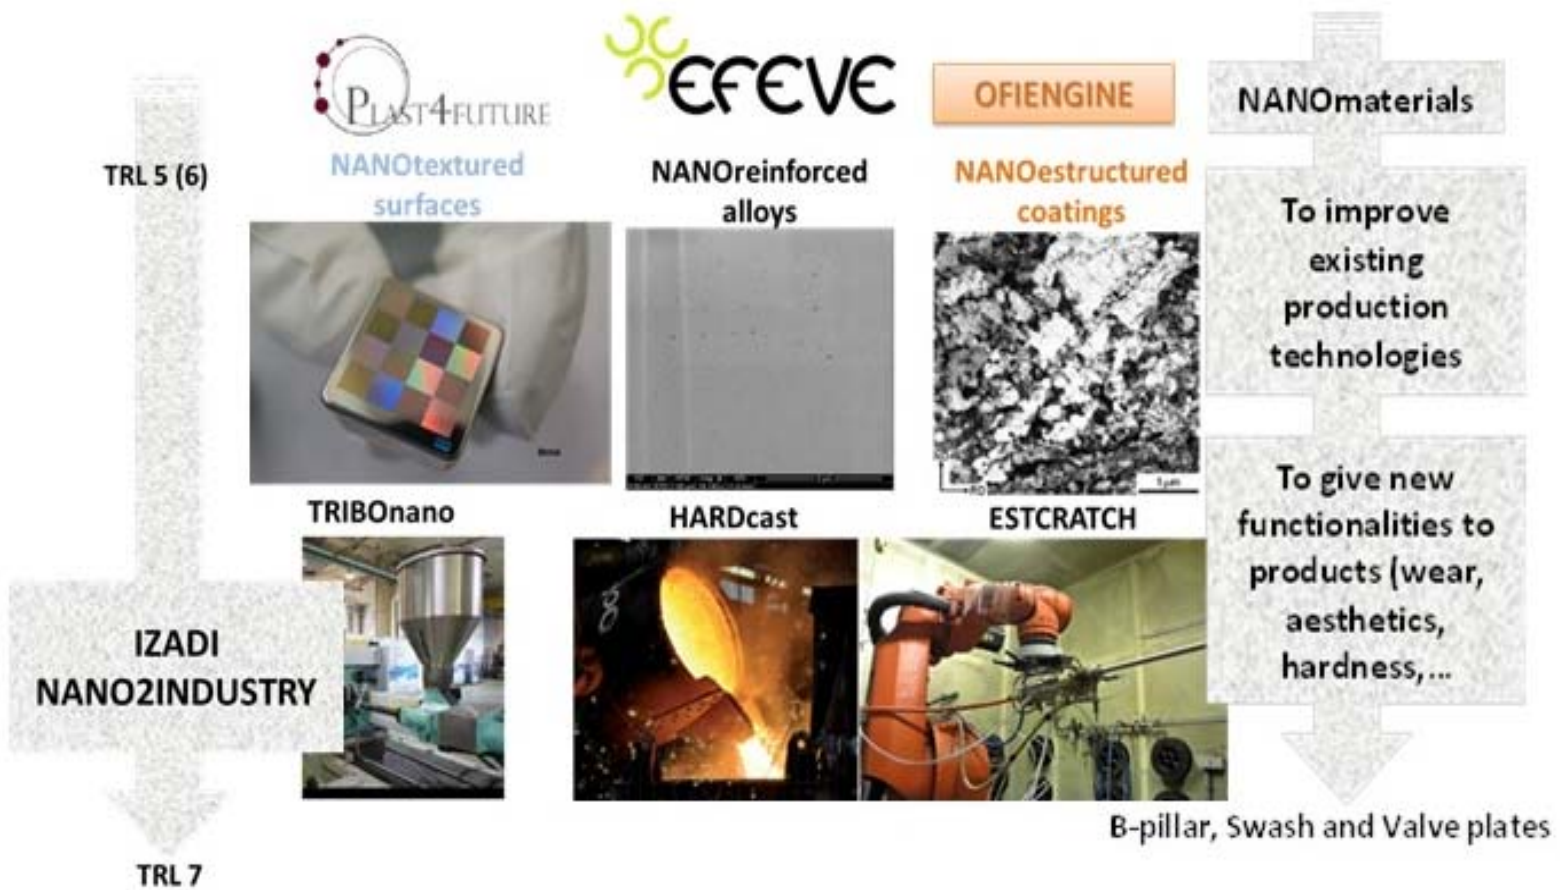 PLAST4FUTURE
EFEVE
OFIENGINE
NANOmaterials
TRL 5 (6)
NANOtextured
surfaces
NANOreinforced
alloys
NANOestructured
coatings
To improve
existing
production
technologies
1µm
TRIBOnano
HARDcast
ESTCRATCH
To give new
functionalities to
products (wear,
aesthetics,
hardness,...
8
IZADI
NANO2INDUSTRY
B-pillar, Swash and Valve plates
TRL 7